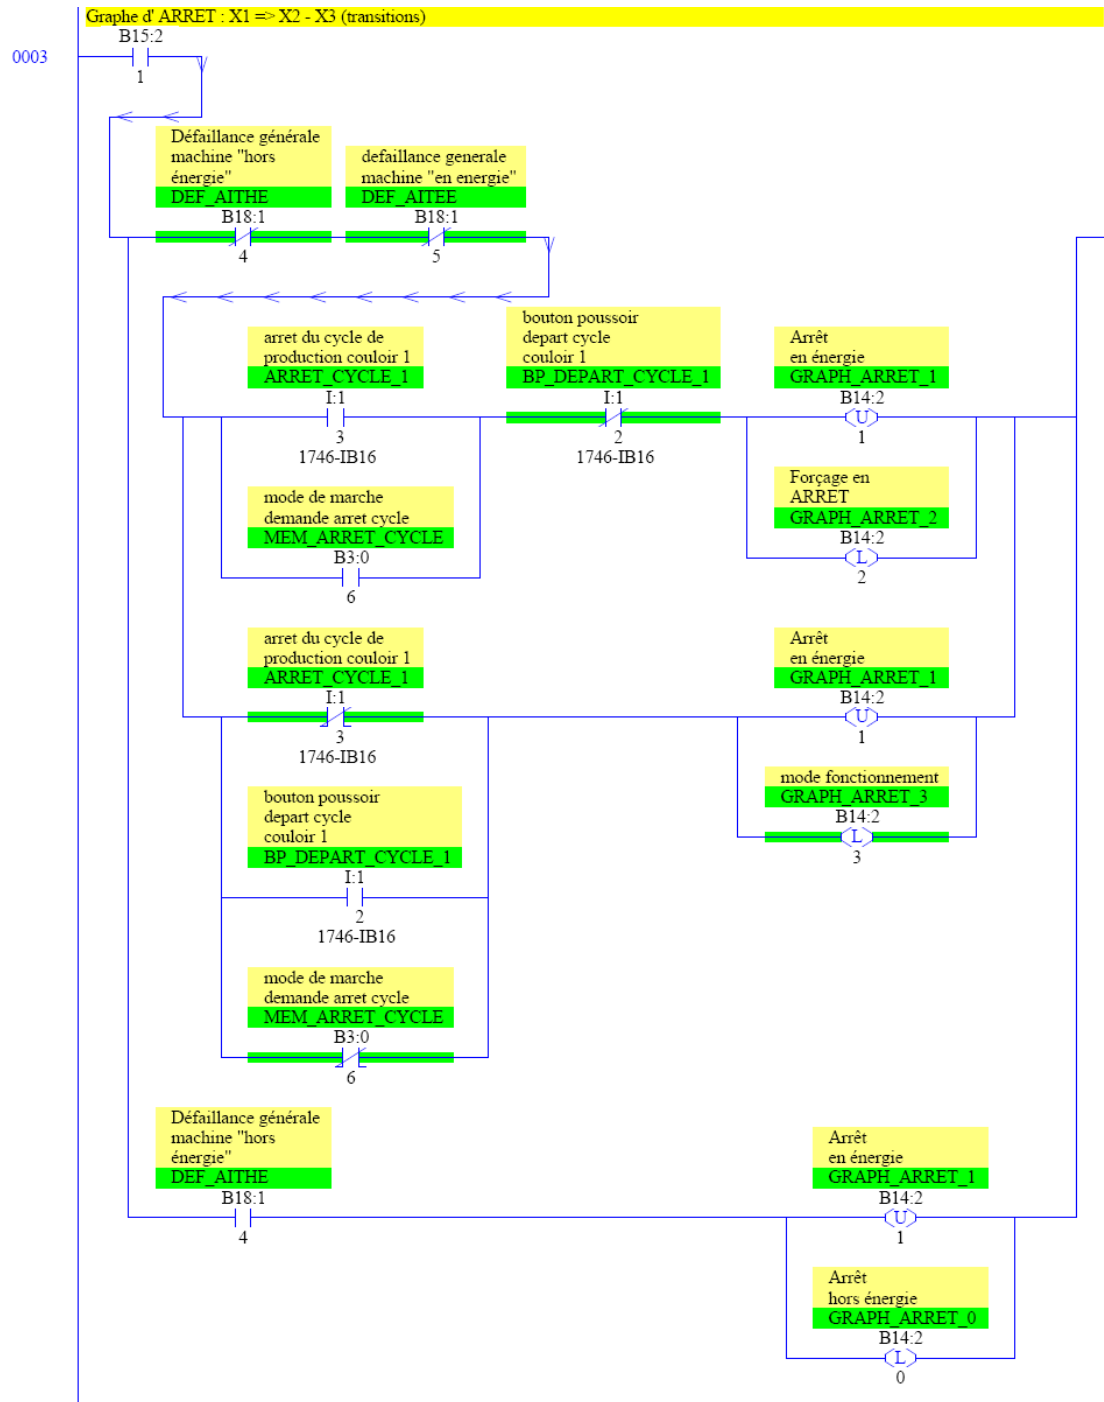 Graphe d' ARRET : X1 => X2 - X3 (transitions)
B15:2
0003
1
Défaillance générale
machine "hors
énergie"
DEF_AITHE
B18:1
4
defaillance generale
machine "en energie"
DEF_AITEE
B18:1
5
arret du cycle de
production couloir 1
ARRET_CYCLE_1
I:1
3
1746-IB16
bouton poussoir
depart cycle
couloir 1
BP_DEPART_CYCLE_1
I:1
2
1746-IB16
Arrêt
en énergie
GRAPH_ARRET_1
B14:2
U
1
mode de marche
demande arret cycle
MEM_ARRET_CYCLE
B3:0
6
Forçage en
ARRET
GRAPH_ARRET_2
B14:2
L
2
arret du cycle de
production couloir 1
ARRET_CYCLE_1
I:1
3
1746-IB16
Arrêt
en énergie
GRAPH_ARRET_1
B14:2
U
1
bouton poussoir
depart cycle
couloir 1
BP_DEPART_CYCLE_1
I:1
2
1746-IB16
mode fonctionnement
GRAPH_ARRET_3
B14:2
L
3
mode de marche
demande arret cycle
MEM_ARRET_CYCLE
B3:0
6
Défaillance générale
machine "hors
énergie"
DEF_AITHE
B18:1
4
Arrêt
en énergie
GRAPH_ARRET_1
B14:2
U
1
Arrêt
hors énergie
GRAPH_ARRET_0
B14:2
L
0